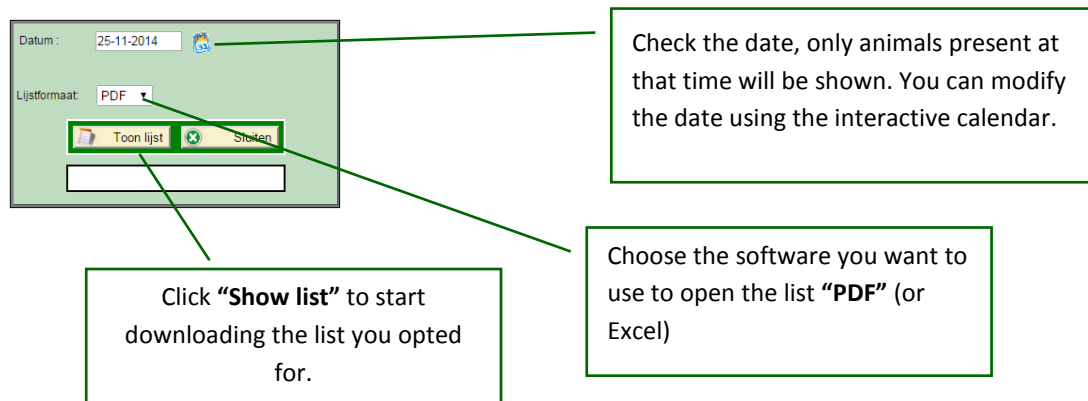 Datum : 25-11-2014
Lijstformaat: PDF
Toon lijst Sluiten
Check the date, only animals present at
that time will be shown. You can modify
the date using the interactive calendar.
Choose the software you want to
use to open the list “PDF” (or
Excel)
Click “Show list” to start
downloading the list you opted
for.